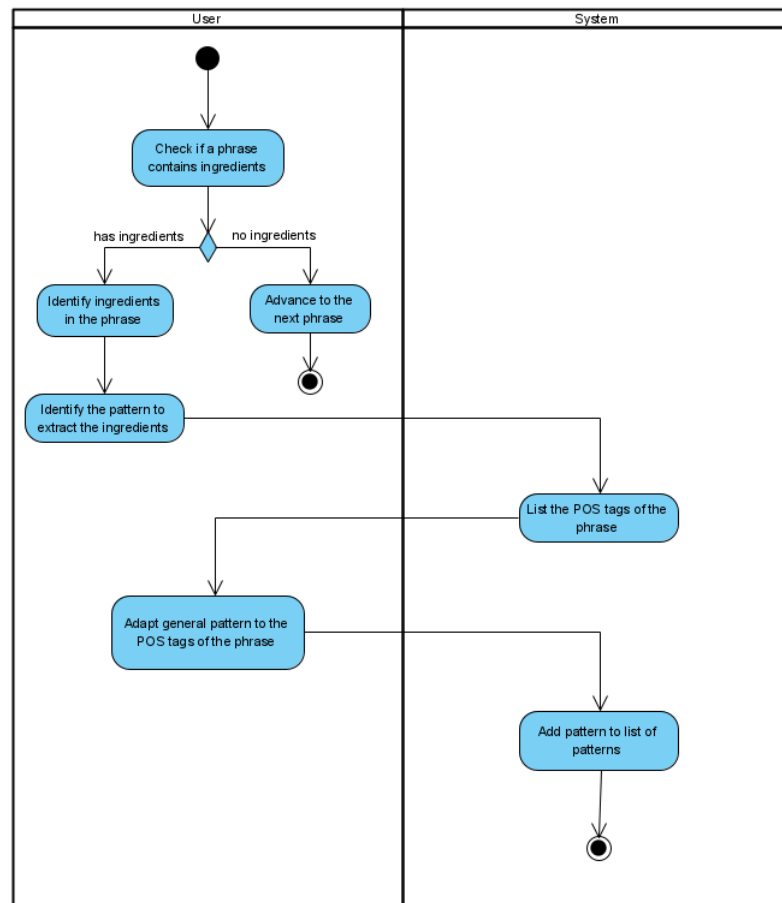 User
System
Check if a phrase
contains ingredients
has ingredients
no ingredients
Identify ingredients
in the phrase
Advance to the
next phrase
Identify the pattern to
extract the ingredients
List the POS tags of the
phrase
Adapt general pattern to the
POS tags of the phrase
Add pattern to list of
patterns